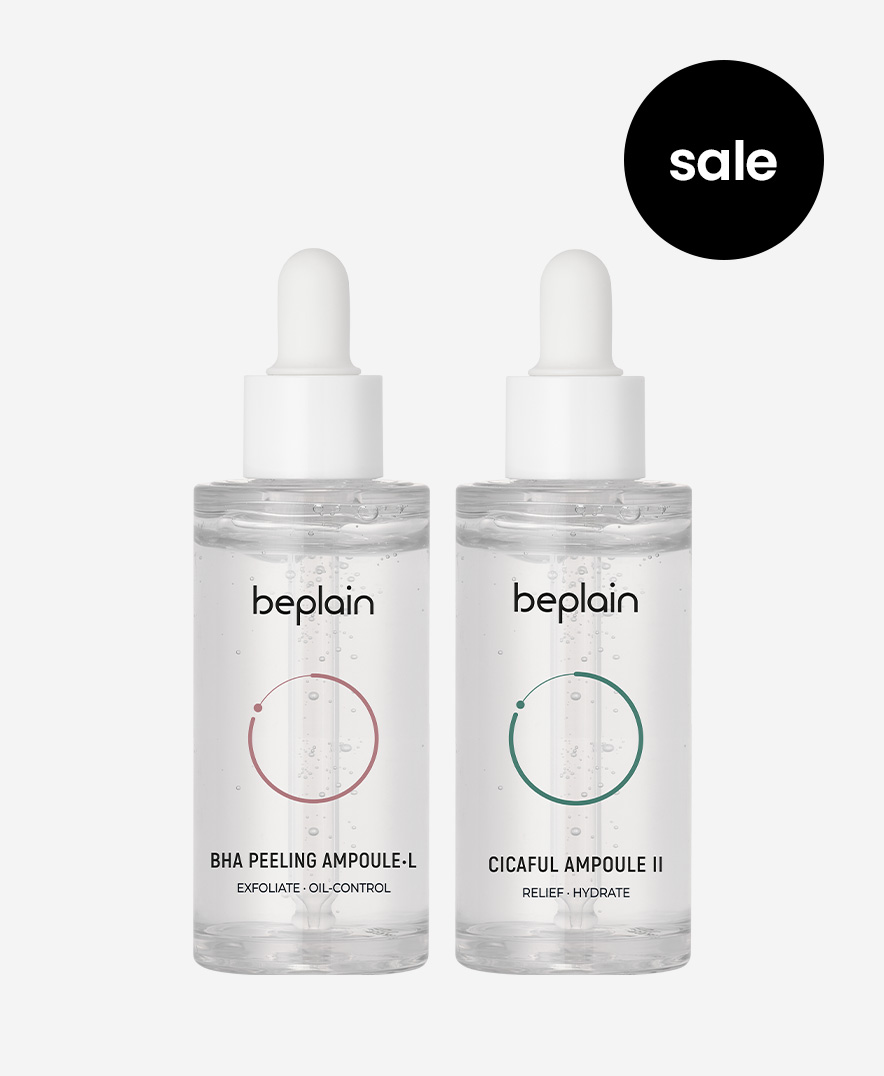 sale
beplain
BHA PEELING AMPOULE·L
EXFOLIATE · OIL-CONTROL
beplain
CICAFUL AMPOULE II
RELIEF · HYDRATE